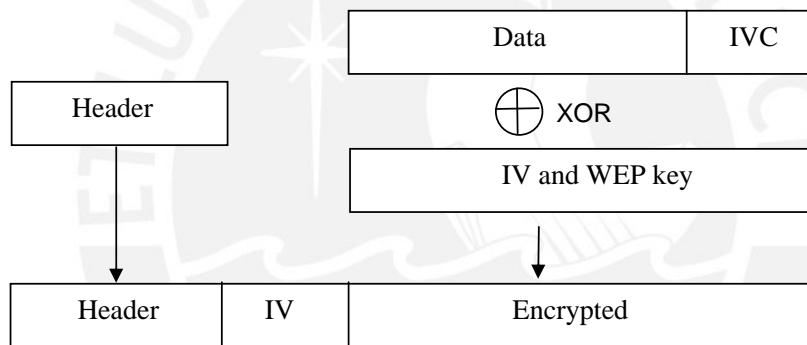 Data IVC
Header
XOR
IV and WEP key
Header IV Encrypted